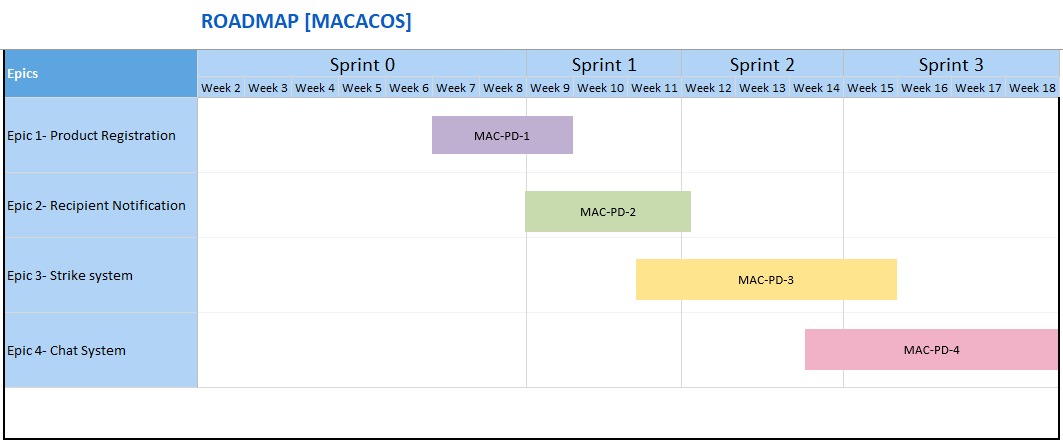 ROADMAP [MACACOS]
Epics
Sprint 0 Sprint 1 Sprint 2 Sprint 3
Week 2 Week 3 Week 4 Week 5 Week 6 Week 7 Week 8 Week 9 Week 10 Week 11 Week 12 Week 13 Week 14 Week 15 Week 16 Week 17 Week 18
Epic 1- Product Registration MAC-PD-1
Epic 2- Recipient Notification MAC-PD-2
Epic 3- Strike system MAC-PD-3
Epic 4- Chat System MAC-PD-4